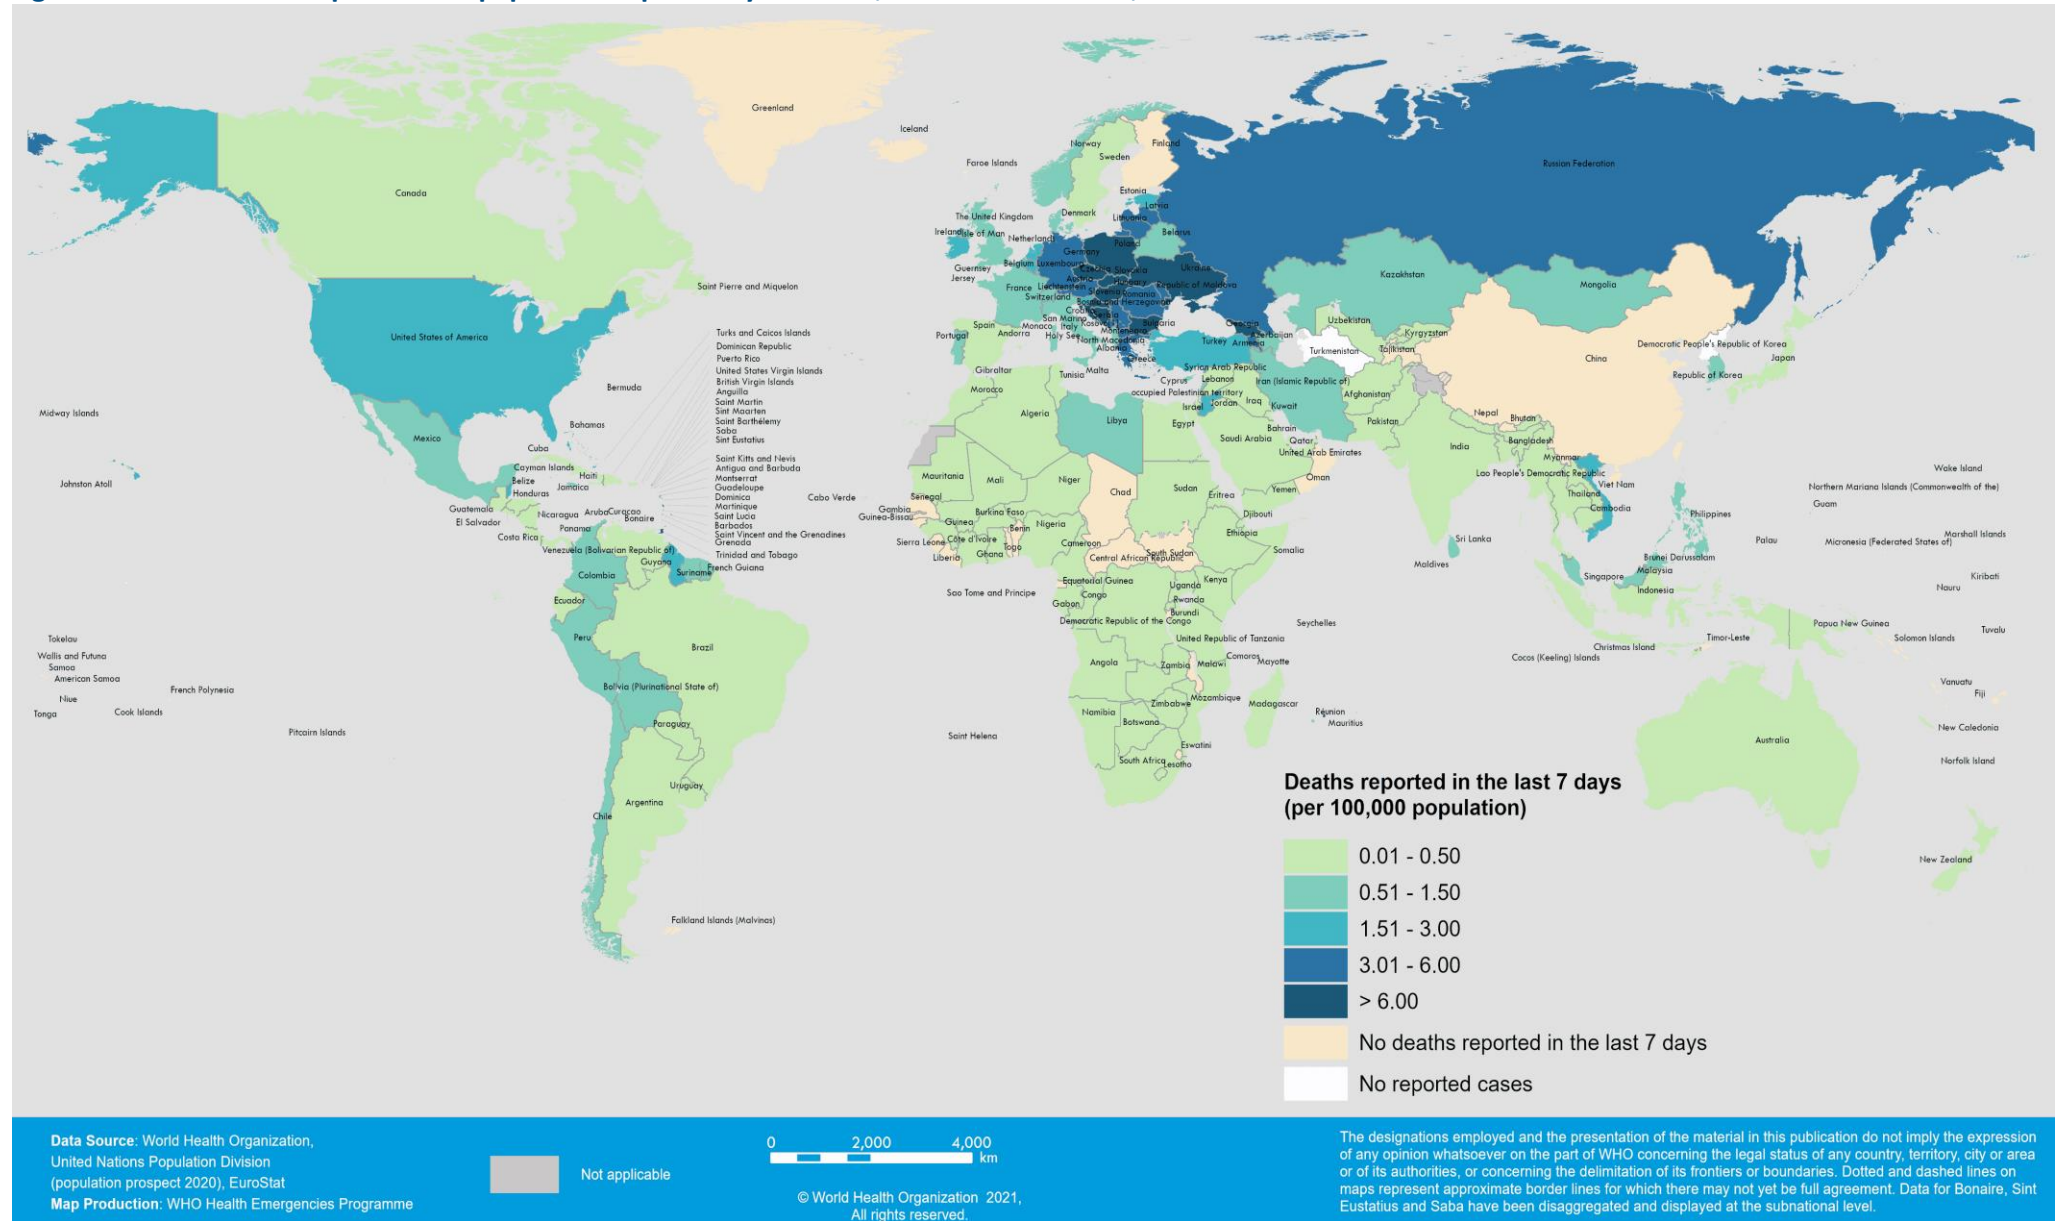 Greenland
Iceland
Faroe Islands
Norway
Sweden
Finland
Russian Federation
Canada
Estonia
Latvia
Lithuania
Denmark
The United Kingdom
Ireland
Isle of Man
Netherlands
Belarus
Germany
Poland
Guernsey
Jersey
Belgium
Luxembourg
Czechia
Slovakia
Ukraine
Kazakhstan
Mongolia
Austria
Hungary
France
Liechtenstein
Slovenia
Romania
Republic of Moldova
Switzerland
Bosnia and Herzegovina
Saint Pierre and Miquelon
Croatia
Serbia
San Marino
Kosovo
Bulgaria
Georgia
Uzbekistan
Spain
Andorra
Monaco
Italy
Holy See
Montenegro
Portugal
North Macedonia
Albania
Greece
Turkey
Armenia
Azerbaijan
Kyrgyzstan
Tajikistan
Turkmenistan
China
Democratic People's Republic of Korea
Japan
Republic of Korea
United States of America
Turks and Caicos Islands
Dominican Republic
Puerto Rico
United States Virgin Islands
British Virgin Islands
Anguilla
Saint Martin
Sint Maarten
Saint Barthélemy
Saba
Sint Eustatius
Saint Kitts and Nevis
Antigua and Barbuda
Montserrat
Guadeloupe
Dominica
Martinique
Saint Lucia
Barbados
Saint Vincent and the Grenadines
Grenada
Trinidad and Tobago
Bermuda
Midway Islands
Johnston Atoll
Mexico
Bahamas
Cuba
Cayman Islands
Haiti
Belize
Jamaica
Honduras
Guatemala
El Salvador
Nicaragua
Aruba
Curaçao
Bonaire
Costa Rica
Panama
Venezuela (Bolivarian Republic of)
Guyana
Suriname
French Guiana
Colombia
Ecuador
Peru
Brazil
Bolivia (Plurinational State of)
Paraguay
Uruguay
Argentina
Chile
Falkland Islands (Malvinas)
Gibraltar
Tunisia
Malta
Cyprus
Syrian Arab Republic
Lebanon
occupied Palestinian territory
Israel
Jordan
Iraq
Iran (Islamic Republic of)
Kuwait
Afghanistan
Morocco
Algeria
Libya
Egypt
Saudi Arabia
Bahrain
Qatar
United Arab Emirates
Oman
Pakistan
Nepal
Bhutan
India
Bangladesh
Myanmar
Lao People's Democratic Republic
Viet Nam
Thailand
Cambodia
Philippines
Cabo Verde
Mauritania
Mali
Niger
Chad
Sudan
Eritrea
Yemen
Djibouti
Senegal
Gambia
Guinea-Bissau
Guinea
Burkina Faso
Benin
Nigeria
Sierra Leone
Côte d'Ivoire
Liberia
Ghana
Togo
Cameroon
Central African Republic
South Sudan
Ethiopia
Somalia
Sri Lanka
Maldives
Brunei Darussalam
Malaysia
Singapore
Indonesia
Equatorial Guinea
Sao Tome and Principe
Gabon
Congo
Uganda
Kenya
Rwanda
Burundi
Democratic Republic of the Congo
United Republic of Tanzania
Seychelles
Angola
Zambia
Malawi
Comoros
Mayotte
Mozambique
Zimbabwe
Madagascar
Réunion
Mauritius
Namibia
Botswana
Eswatini
South Africa
Lesotho
Saint Helena
Wake Island
Northern Mariana Islands (Commonwealth of the)
Guam
Marshall Islands
Micronesia (Federated States of)
Palau
Kiribati
Nauru
Papua New Guinea
Tuvalu
Solomon Islands
Timor-Leste
Christmas Island
Cocos (Keeling) Islands
Vanuatu
Fiji
New Caledonia
Norfolk Island
Australia
New Zealand
Tokelau
Wallis and Futuna
Samoa
American Samoa
Niue
Tonga
Cook Islands
French Polynesia
Pitcairn Islands
Deaths reported in the last 7 days
(per 100,000 population)
0.01 - 0.50
0.51 - 1.50
1.51 - 3.00
3.01 - 6.00
> 6.00
No deaths reported in the last 7 days
No reported cases
Data Source: World Health Organization,
United Nations Population Division
(population prospect 2020), EuroStat
Map Production: WHO Health Emergencies Programme
Not applicable
0 2,000 4,000
km
© World Health Organization 2021,
All rights reserved.
The designations employed and the presentation of the material in this publication do not imply the expression
of any opinion whatsoever on the part of WHO concerning the legal status of any country, territory, city or area
or of its authorities, or concerning the delimitation of its frontiers or boundaries. Dotted and dashed lines on
maps represent approximate border lines for which there may not yet be full agreement. Data for Bonaire, Sint
Eustatius and Saba have been disaggregated and displayed at the subnational level.